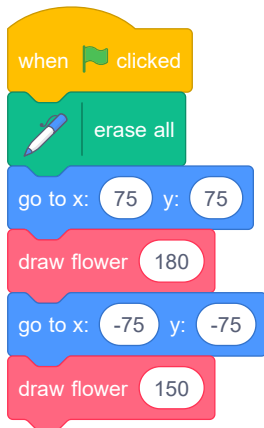 when clicked
erase all
go to x: 75 y: 75
draw flower 180
go to x: -75 y: -75
draw flower 150